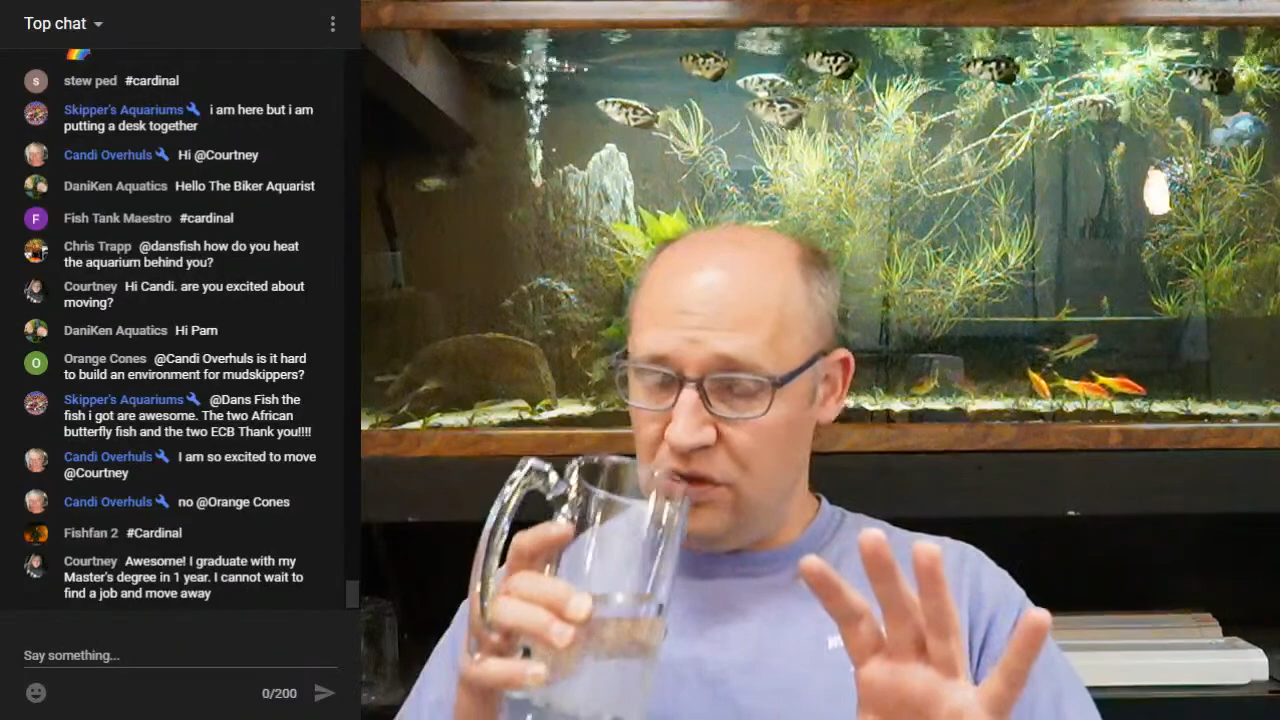 Top chat
s
stew ped #cardinal
Skipper's Aquariums i am here but i am
putting a desk together
Candi Overhuls Hi @Courtney
DaniKen Aquatics Hello The Biker Aquarist
F
Fish Tank Maestro #cardinal
Chris Trapp @dansfish how do you heat
the aquarium behind you?
Courtney Hi Candi. are you excited about
moving?
DaniKen Aquatics Hi Pam
O
Orange Cones @Candi Overhuls is it hard
to build an environment for mudskippers?
Skipper's Aquariums @Dans Fish the
fish i got are awesome. The two African
butterfly fish and the two ECB Thank you!!!!
Candi Overhuls I am so excited to move
@Courtney
Candi Overhuls no @Orange Cones
Fishfan 2 #Cardinal
Courtney Awesome! I graduate with my
Master's degree in 1 year. I cannot wait to
find a job and move away
Say something...
0/200